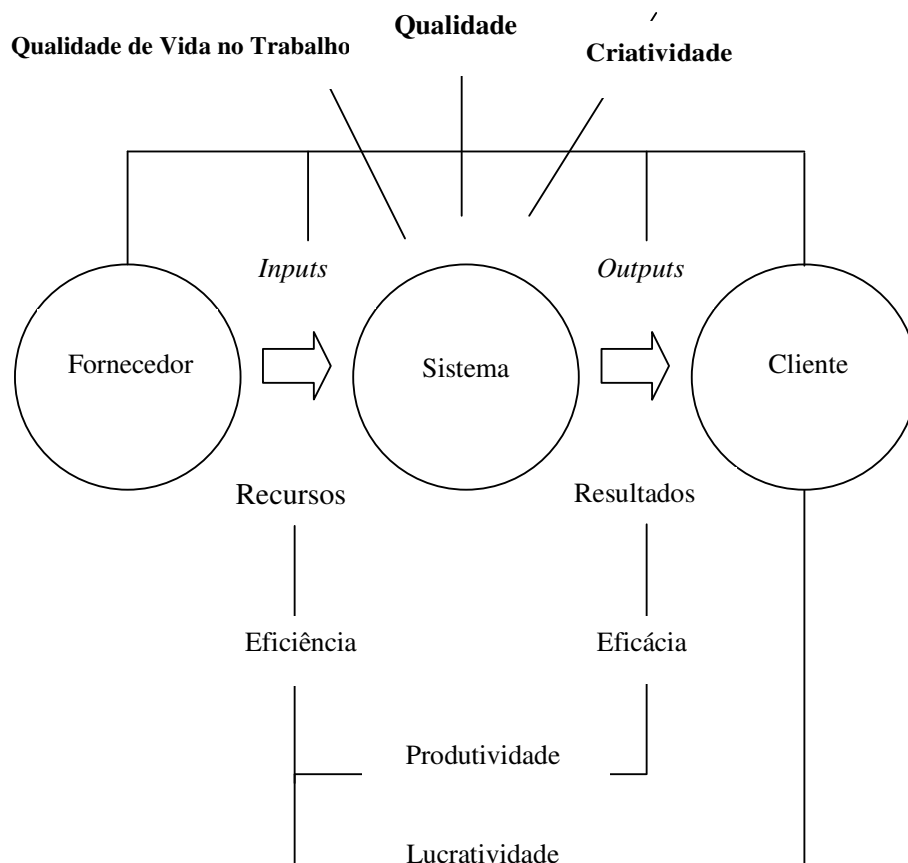 Qualidade
Qualidade de Vida no Trabalho
Criatividade
Inputs
Outputs
Fornecedor
Sistema
Cliente
Recursos
Resultados
Eficiência
Eficácia
Produtividade
Lucratividade